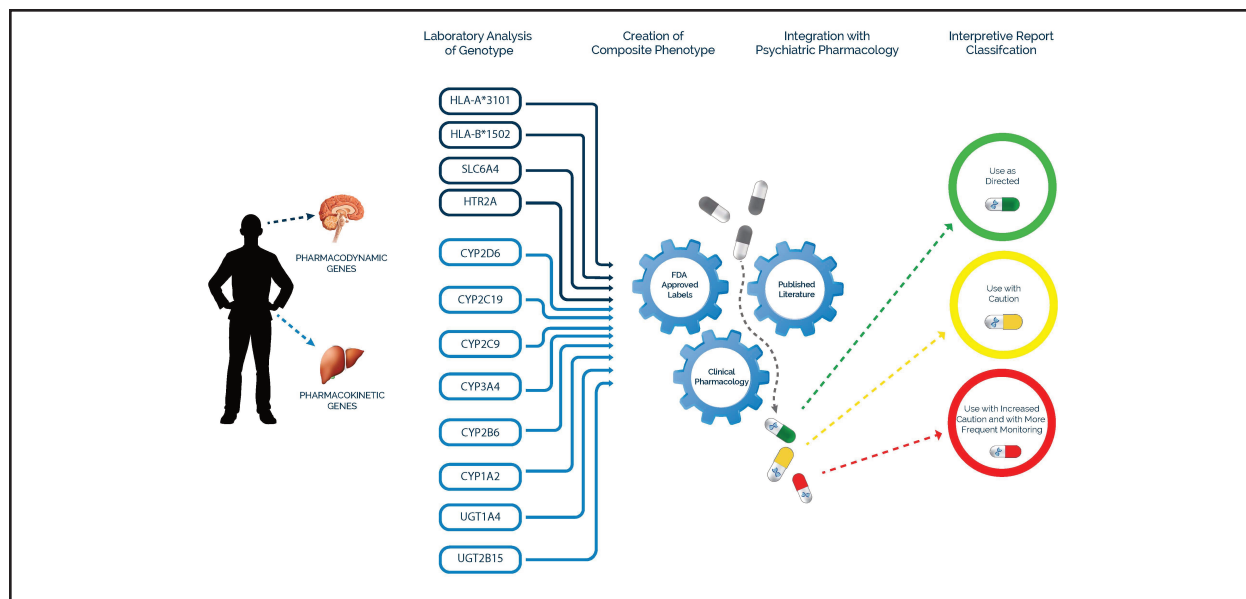 Laboratory Analysis
of Genotype
Creation of
Composite Phenotype
Integration with
Psychiatric Pharmacology
Interpretive Report
Classifcation
HLA-A*3101
HLA-B*1502
SLC6A4
HTR2A
CYP2D6
CYP2C19
CYP2C9
CYP3A4
CYP2B6
CYP1A2
UGT1A4
UGT2B15
PHARMACODYNAMIC
GENES
PHARMACOKINETIC
GENES
FDA
Approved
Labels
Published
Literature
Clinical
Pharmacology
Use as
Directed
Use with
Caution
Use with Increased
Caution and with More
Frequent Monitoring